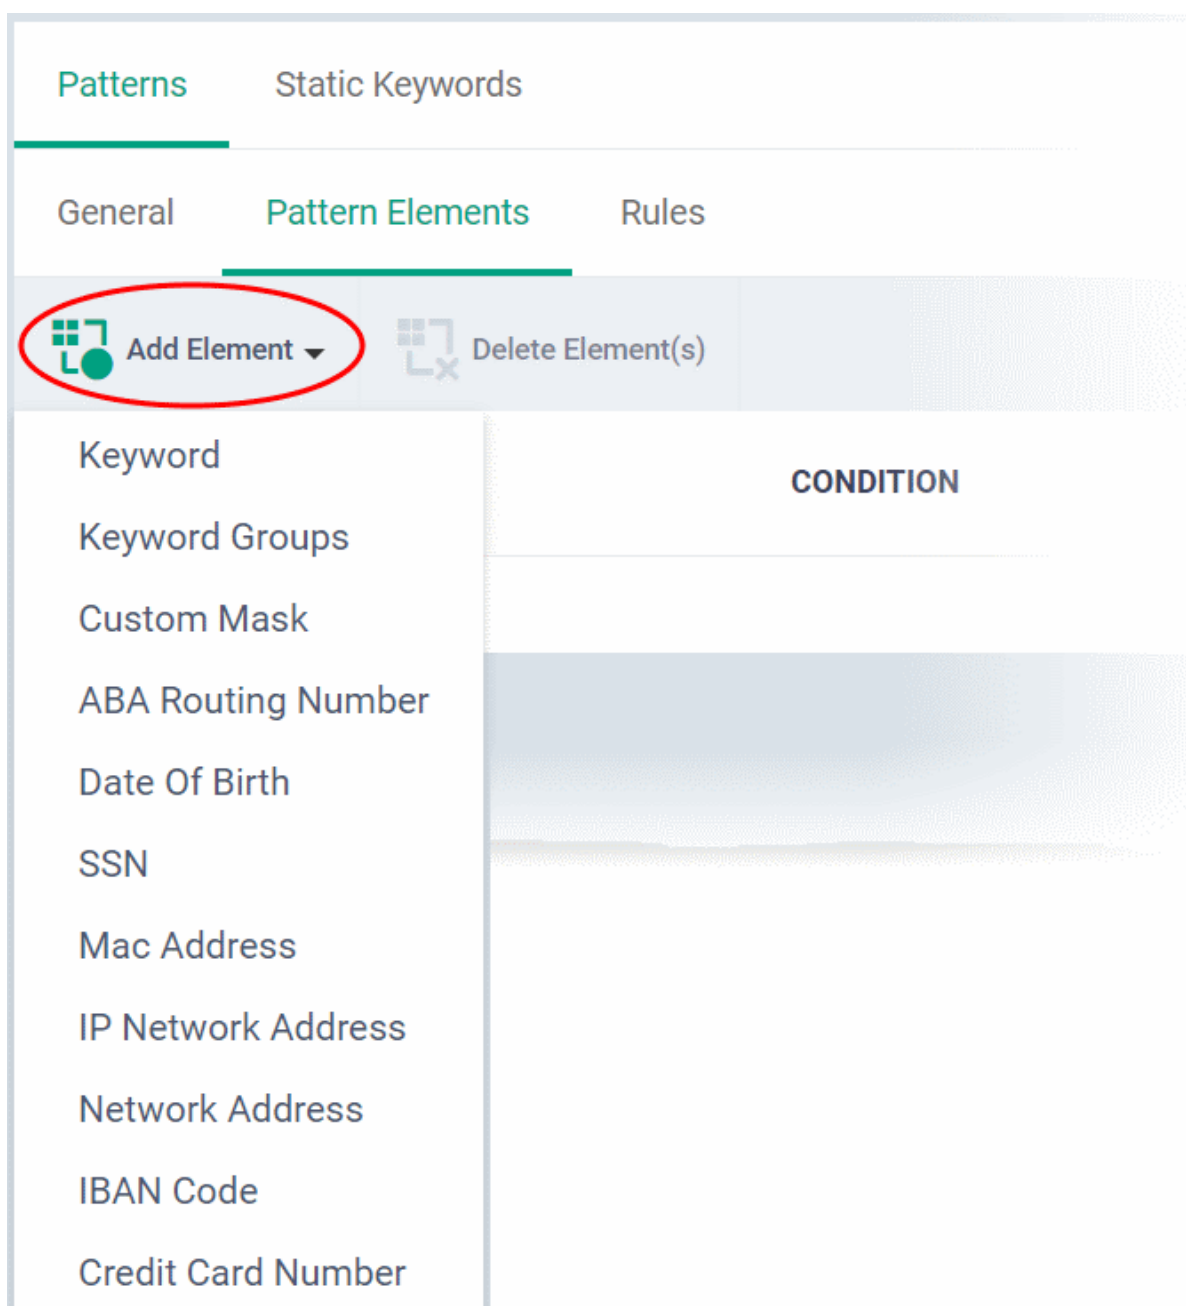 Patterns Static Keywords
General Pattern Elements Rules
Add Element Delete Element(s)
Keyword
CONDITION
Keyword Groups
Custom Mask
ABA Routing Number
Date Of Birth
SSN
Mac Address
IP Network Address
Network Address
IBAN Code
Credit Card Number